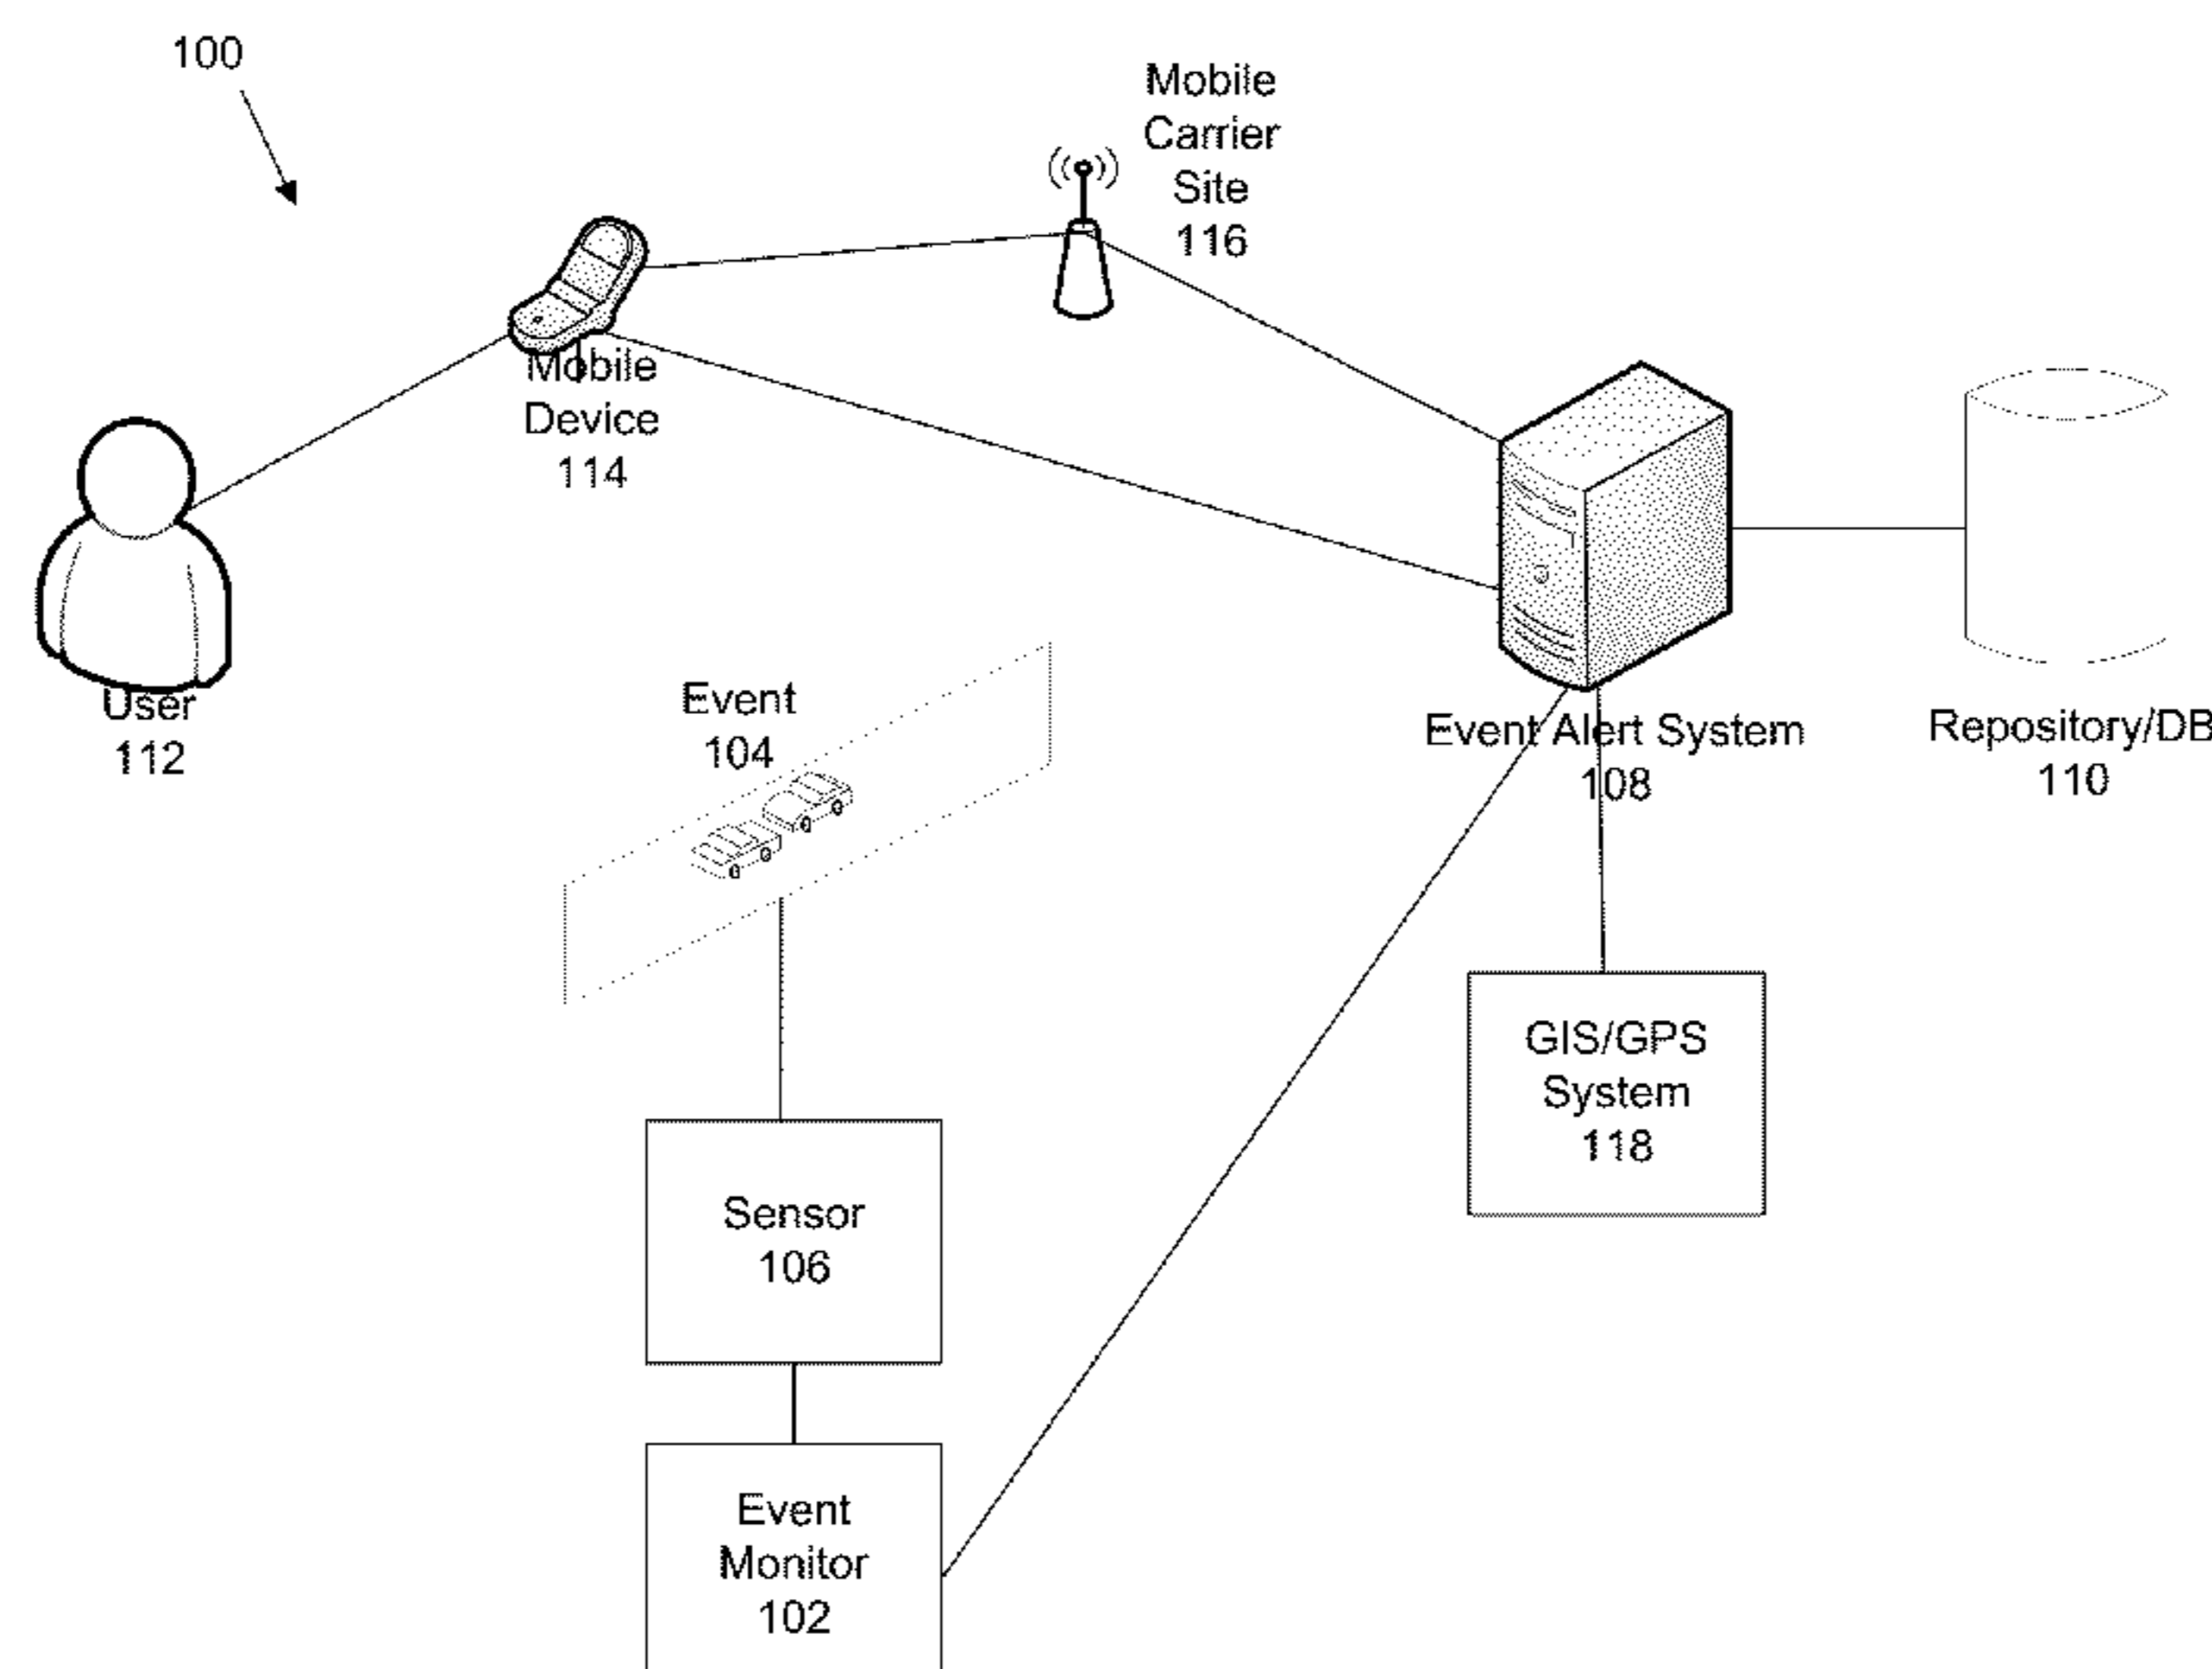 100
Mobile
Carrier
Site
116
Mobile
Device
114
User
112
Event
104
Event Alert System
108
Repository/DB
110
GIS/GPS
System
118
Sensor
106
Event
Monitor
102